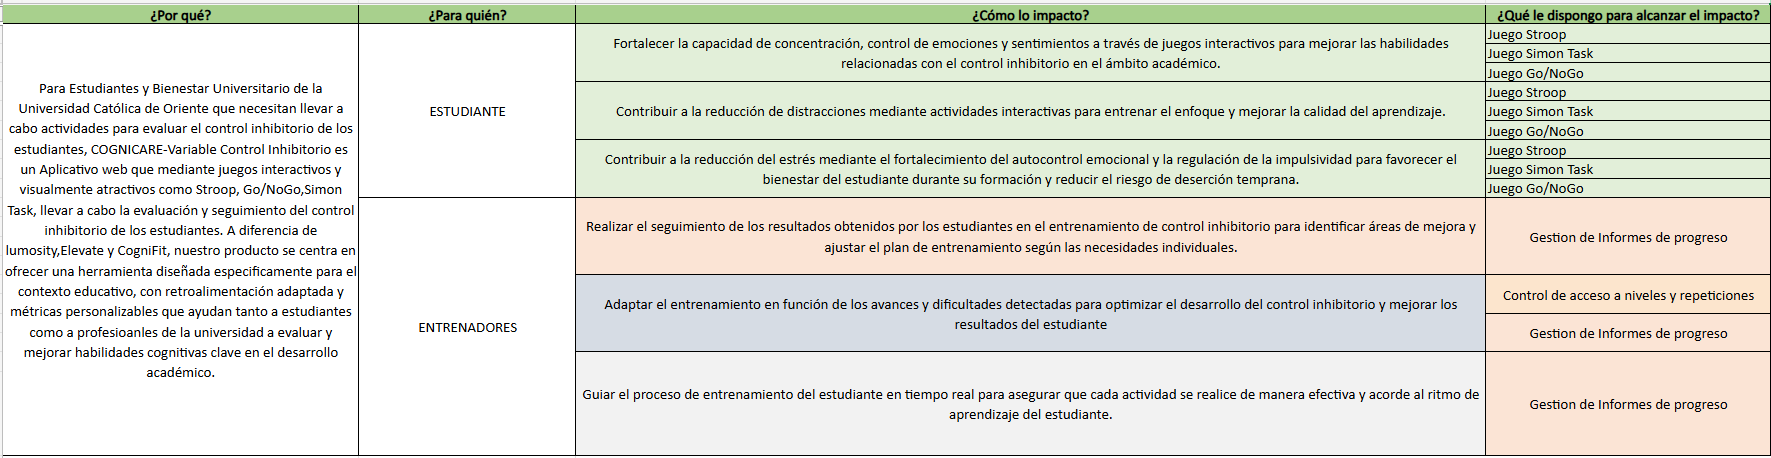 ¿Por qué?
¿Para quién?
¿Cómo lo impacto?
¿Qué le dispongo para alcanzar el impacto?
Para Estudiantes y Bienestar Universitario de la
Universidad Católica de Oriente que necesitan llevar a
cabo actividades para evaluar el control inhibitorio de los
estudiantes, COGNICARE-Variable Control Inhibitorio es
un Aplicativo web que mediante juegos interactivos y
visualmente atractivos como Stroop, Go/NoGo,Simon
Task, llevar a cabo la evaluación y seguimiento del control
inhibitorio de los estudiantes. A diferencia de
lumosity,Elevate y CogniFit, nuestro producto se centra en
ofrecer una herramienta diseñada especificamente para el
contexto educativo, con retroalimentación adaptada y
métricas personalizables que ayudan tanto a estudiantes
como a profesioanles de la universidad a evaluar y
mejorar habilidades cognitivas clave en el desarrollo
académico.
ESTUDIANTE
Fortalecer la capacidad de concentración, control de emociones y sentimientos a través de juegos interactivos para mejorar las habilidades
relacionadas con el control inhibitorio en el ámbito académico.
Juego Stroop
Juego Simon Task
Juego Go/NoGo
Contribuir a la reducción de distracciones mediante actividades interactivas para entrenar el enfoque y mejorar la calidad del aprendizaje.
Juego Stroop
Juego Simon Task
Juego Go/NoGo
Contribuir a la reducción del estrés mediante el fortalecimiento del autocontrol emocional y la regulación de la impulsividad para favorecer el
bienestar del estudiante durante su formación y reducir el riesgo de deserción temprana.
Juego Stroop
Juego Simon Task
Juego Go/NoGo
ENTRENADORES
Realizar el seguimiento de los resultados obtenidos por los estudiantes en el entrenamiento de control inhibitorio para identificar áreas de mejora y
ajustar el plan de entrenamiento según las necesidades individuales.
Gestion de Informes de progreso
Adaptar el entrenamiento en función de los avances y dificultades detectadas para optimizar el desarrollo del control inhibitorio y mejorar los
resultados del estudiante
Control de acceso a niveles y repeticiones
Gestion de Informes de progreso
Guiar el proceso de entrenamiento del estudiante en tiempo real para asegurar que cada actividad se realice de manera efectiva y acorde al ritmo de
aprendizaje del estudiante.
Gestion de Informes de progreso